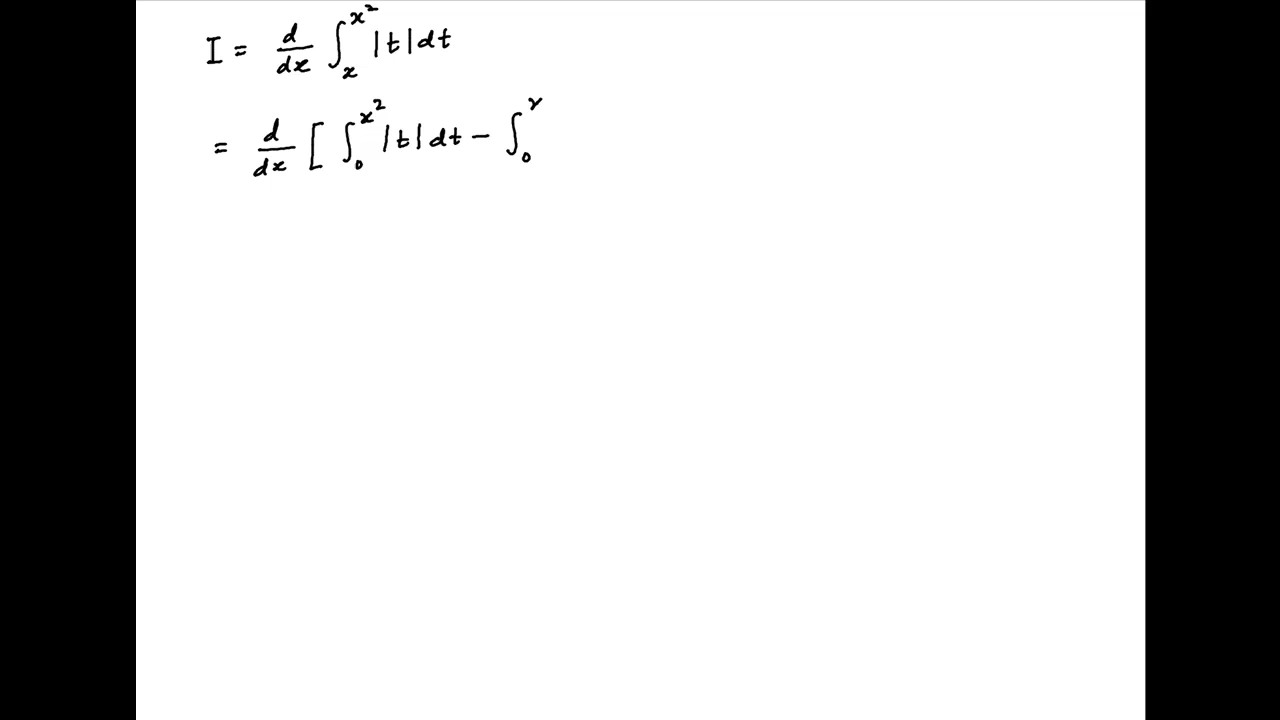 I = d/dx ∫_x^{x²} |t| dt
= d/dx [ ∫_0^{x²} |t| dt - ∫_0